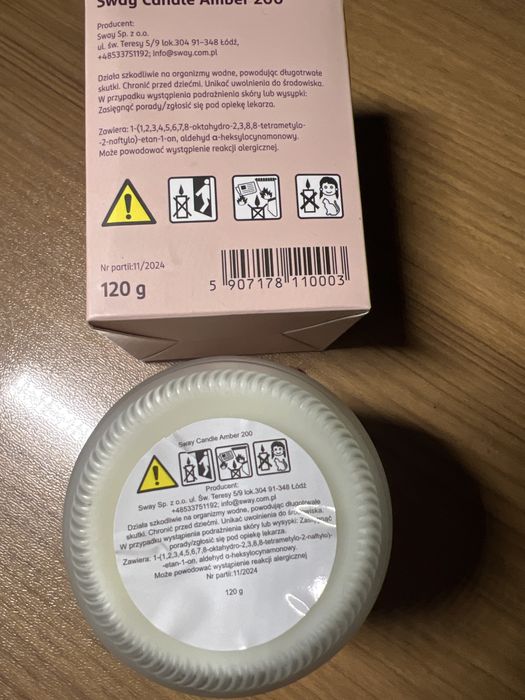 Sway Candle Amber 200
Producent:
Sway Sp. z o.o.
ul. św. Teresy 5/9 lok.304 91-348 Łódź,
+48533751192; info@sway.com.pl
Działa szkodliwie na organizmy wodne, powodując długotrwałe
skutki. Chronić przed dziećmi. Unikać uwolnienia do środowiska.
W przypadku wystąpienia podrażnienia skóry lub wysypki:
Zasięgnąć porady/zgłosić się pod opiekę lekarza.
Zawiera: 1-(1,2,3,4,5,6,7,8-oktahydro-2,3,8,8-tetrametylo-
-2-naftylo)-etan-1-on, aldehyd α-heksylocynamonowy.
Może powodować wystąpienie reakcji alergicznej.
Nr partii:11/2024
120 g
5 907178 110003
Sway Candle Amber 200
Producent:
Sway Sp. z o.o. ul. Św. Teresy 5/9 lok.304 91-348 Łódź
+48533751192; info@sway.com.pl
Działa szkodliwie na organizmy wodne, powodując długotrwałe
skutki. Chronić przed dziećmi. Unikać uwolnienia do środowiska.
W przypadku wystąpienia podrażnienia skóry lub wysypki: Zasięgnąć
porady/zgłosić się pod opiekę lekarza.
Zawiera: 1-(1,2,3,4,5,6,7,8-oktahydro-2,3,8,8-tetrametylo-2-naftylo)-
-etan-1-on, aldehyd α-heksylocynamonowy.
Może powodować wystąpienie reakcji alergicznej
Nr partii:11/2024
120 g